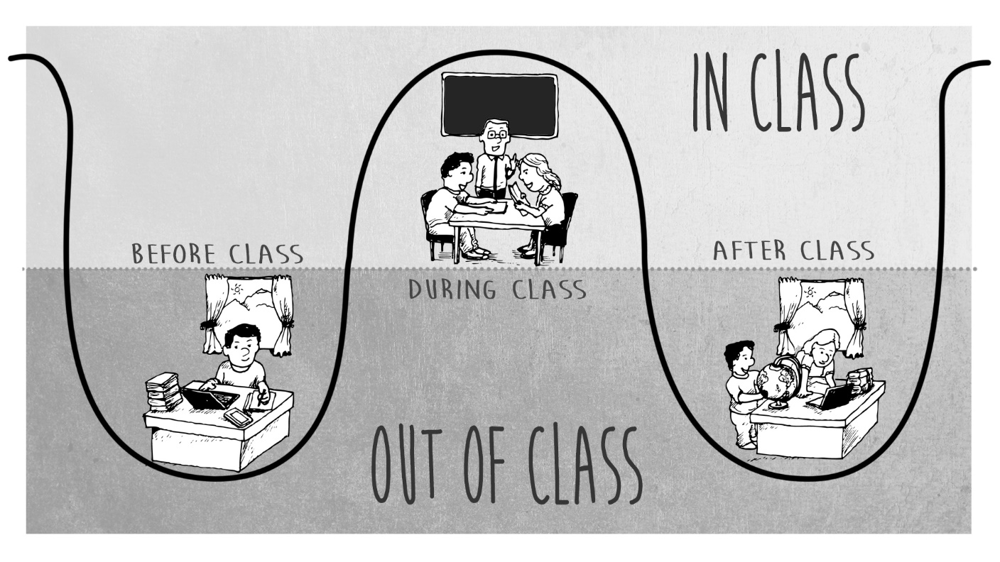 IN CLASS
BEFORE CLASS
AFTER CLASS
DURING CLASS
OUT OF CLASS